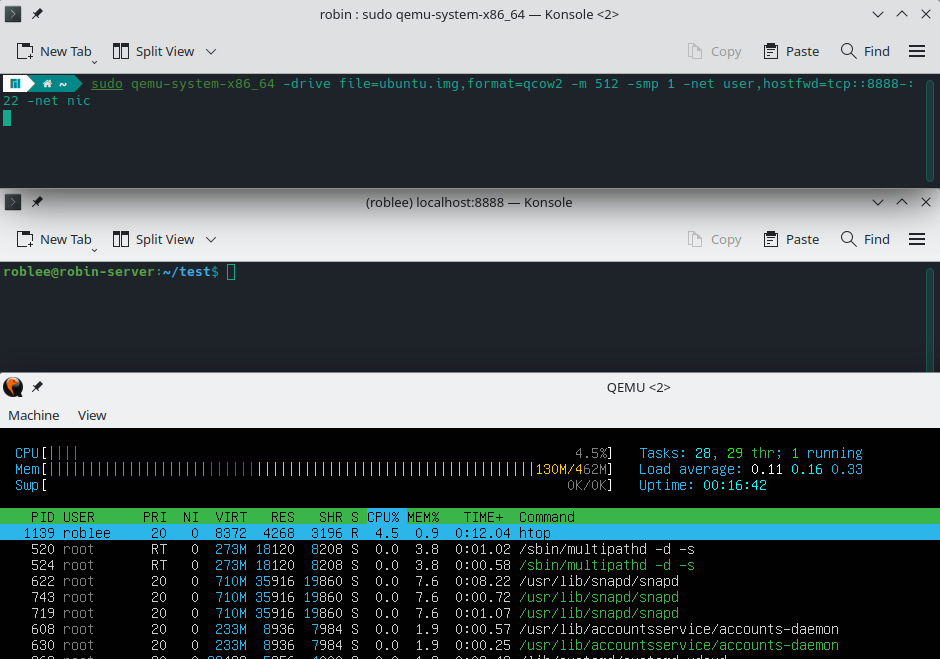 robin : sudo qemu-system-x86_64 — Konsole <2>
New Tab Split View Copy Paste Find
~ sudo qemu-system-x86_64 -drive file=ubuntu.img,format=qcow2 -m 512 -smp 1 -net user,hostfwd=tcp::8888-:
22 -net nic
(roblee) localhost:8888 — Konsole
New Tab Split View Copy Paste Find
roblee@robin-server:~/test$
QEMU <2>
Machine View
CPU[|||| 4.5%] Tasks: 28, 29 thr; 1 running
Mem[||||||||||||||||||||||||||||||||||||||||||||||||||||||||||||130M/462M] Load average: 0.11 0.16 0.33
Swp[ 0K/0K] Uptime: 00:16:42
PID USER PRI NI VIRT RES SHR S CPU% MEM% TIME+ Command
1139 roblee 20 0 8372 4268 3196 R 4.5 0.9 0:12.04 htop
520 root RT 0 273M 18120 8208 S 0.0 3.8 0:01.02 /sbin/multipathd -d -s
524 root RT 0 273M 18120 8208 S 0.0 3.8 0:00.58 /sbin/multipathd -d -s
622 root 20 0 710M 35916 19860 S 0.0 7.6 0:08.22 /usr/lib/snapd/snapd
743 root 20 0 710M 35916 19860 S 0.0 7.6 0:00.72 /usr/lib/snapd/snapd
719 root 20 0 710M 35916 19860 S 0.0 7.6 0:01.07 /usr/lib/snapd/snapd
608 root 20 0 233M 8936 7984 S 0.0 1.9 0:00.57 /usr/lib/accountsservice/accounts-daemon
630 root 20 0 233M 8936 7984 S 0.0 1.9 0:00.25 /usr/lib/accountsservice/accounts-daemon